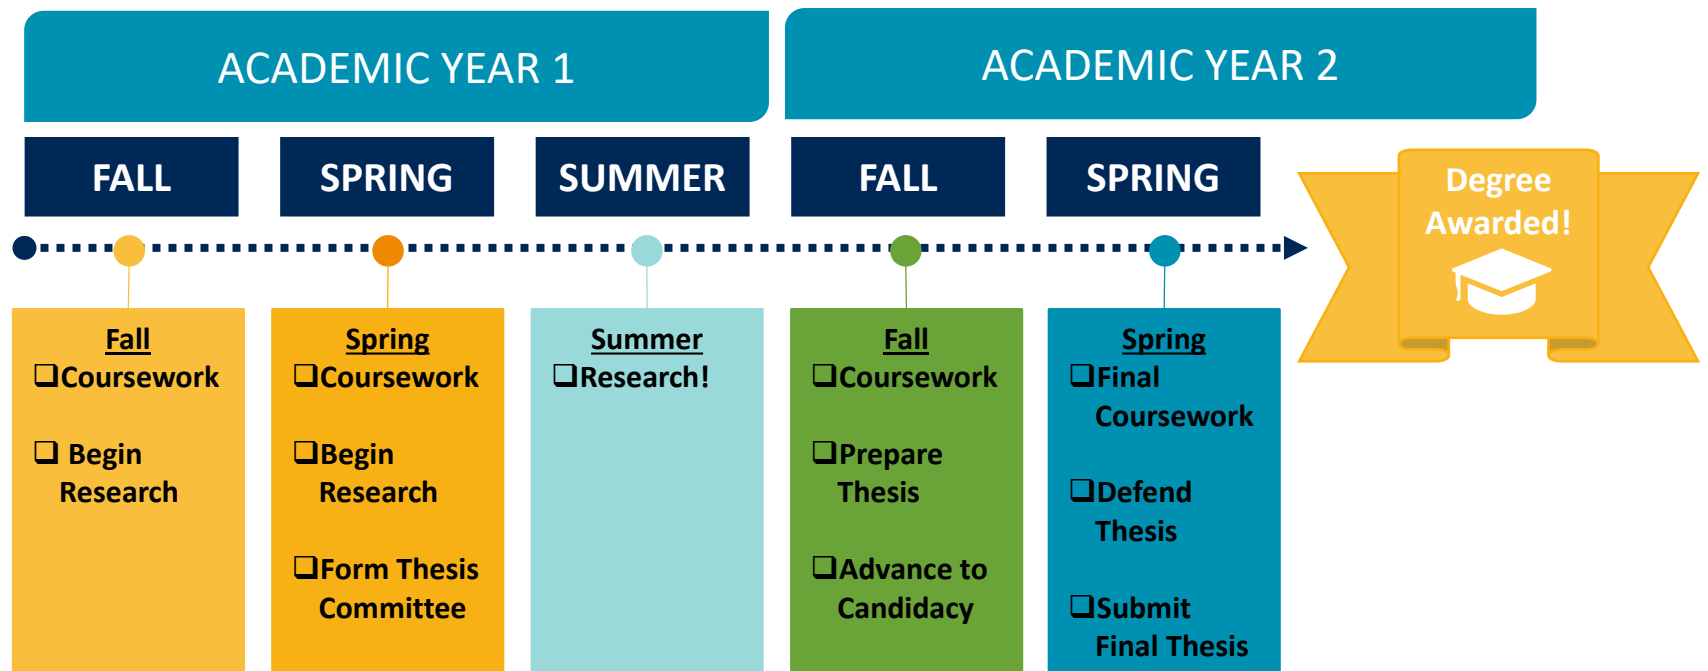 ACADEMIC YEAR 1
ACADEMIC YEAR 2
FALL
SPRING
SUMMER
FALL
SPRING
Degree
Awarded!
Fall
❑Coursework
❑ Begin
Research
Spring
❑Coursework
❑Begin
Research
❑Form Thesis
Committee
Summer
❑Research!
Fall
❑Coursework
❑Prepare
Thesis
❑Advance to
Candidacy
Spring
❑Final
Coursework
❑Defend
Thesis
❑Submit
Final Thesis